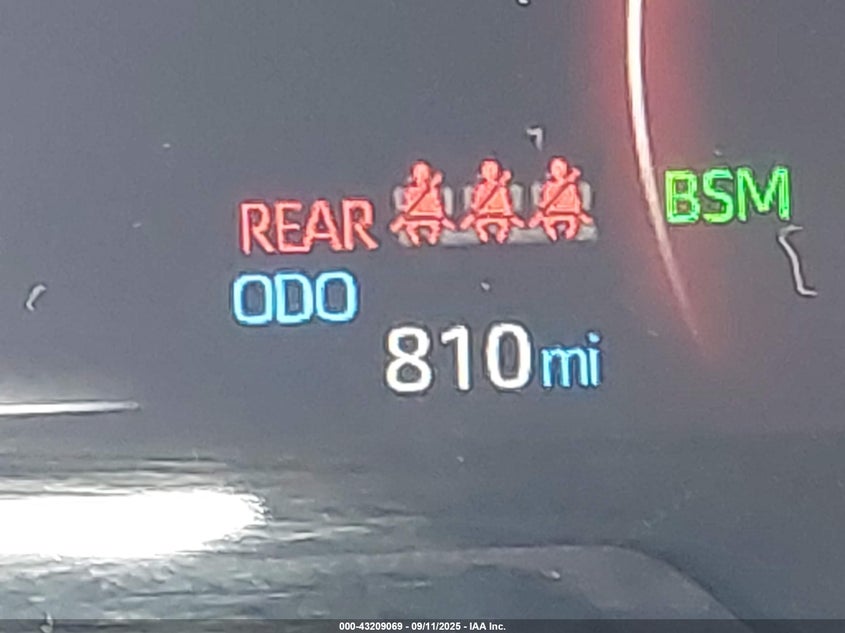 REAR BSM
ODO
810mi
000-43209069 - 09/11/2025 - IAA Inc.